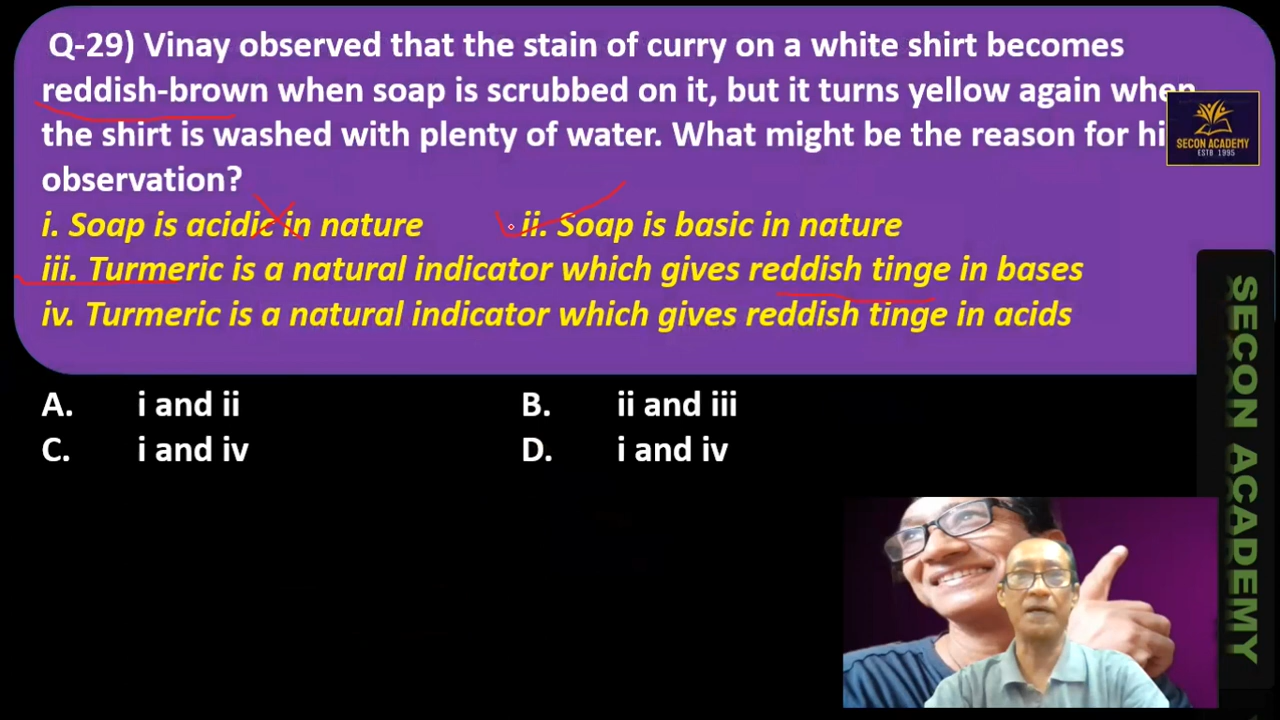 Q-29) Vinay observed that the stain of curry on a white shirt becomes
reddish-brown when soap is scrubbed on it, but it turns yellow again when
the shirt is washed with plenty of water. What might be the reason for hi
observation?
i. Soap is acidic in nature ii. Soap is basic in nature
iii. Turmeric is a natural indicator which gives reddish tinge in bases
iv. Turmeric is a natural indicator which gives reddish tinge in acids
A. i and ii B. ii and iii
C. i and iv D. i and iv
SECON ACADEMY
ESTB 1995
SECON ACADEMY